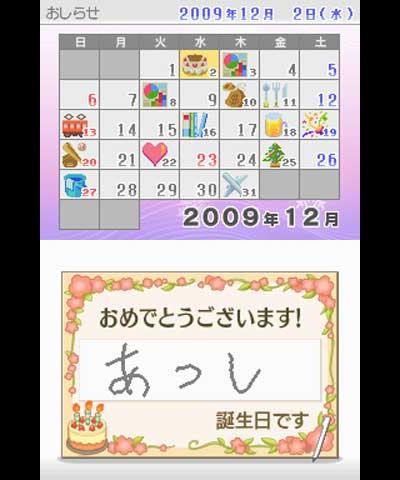 おしらせ 2009年12月 2日(水)
日 月 火 水 木 金 土
1 2 3 4 5
6 7 8 9 10 11 12
13 14 15 16 17 18 19
20 21 22 23 24 25 26
27 28 29 30 31
2009年12月
おめでとうございます!
あつし
誕生日です